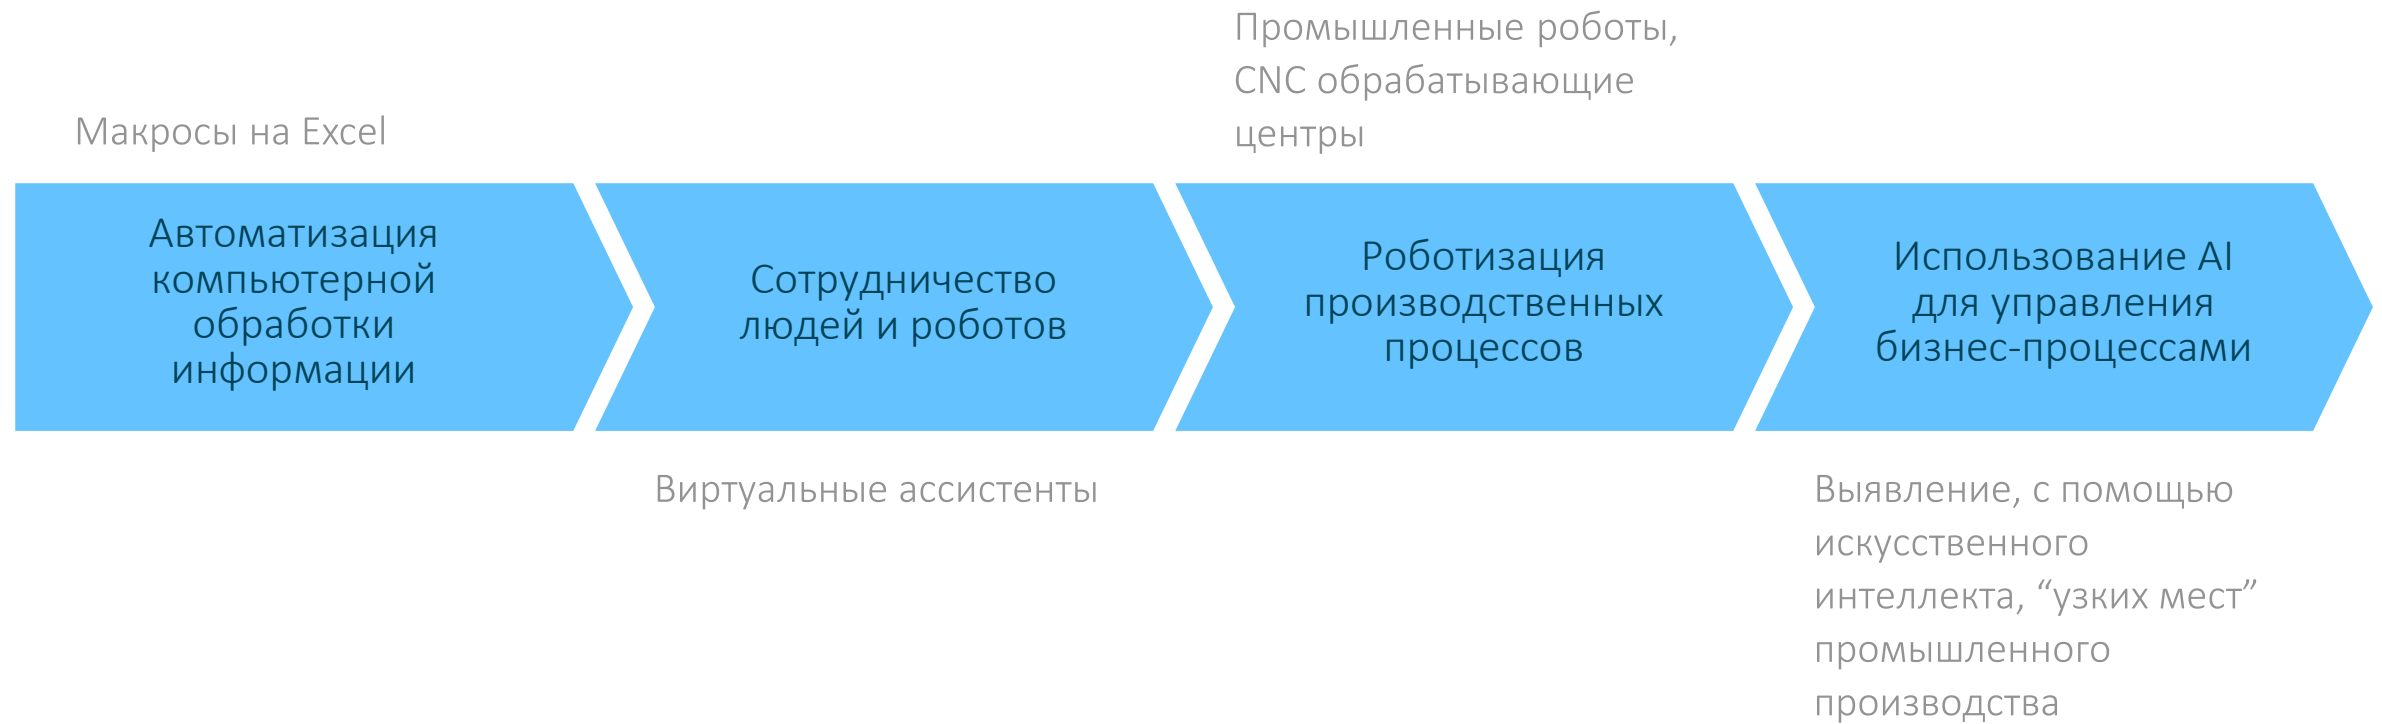 Макросы на Excel
Автоматизация
компьютерной
обработки
информации
Сотрудничество
людей и роботов
Виртуальные ассистенты
Промышленные роботы,
CNC обрабатывающие
центры
Роботизация
производственных
процессов
Использование AI
для управления
бизнес-процессами
Выявление, с помощью
искусственного
интеллекта, “узких мест”
промышленного
производства